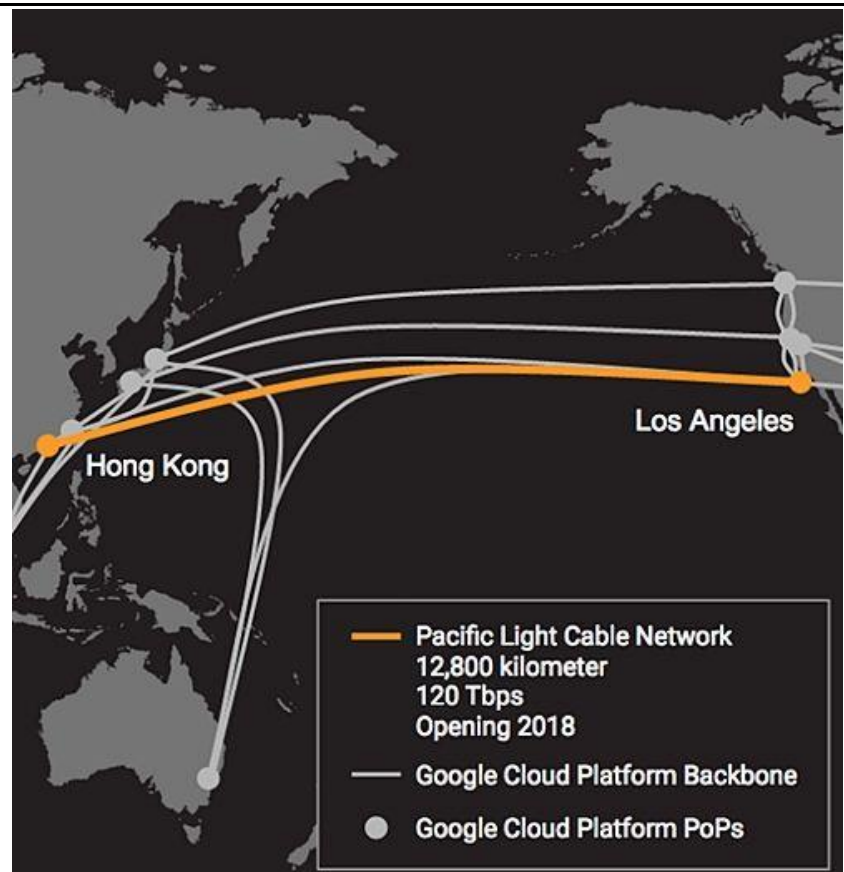 Los Angeles
Hong Kong
Pacific Light Cable Network
12,800 kilometer
120 Tbps
Opening 2018
Google Cloud Platform Backbone
Google Cloud Platform PoPs